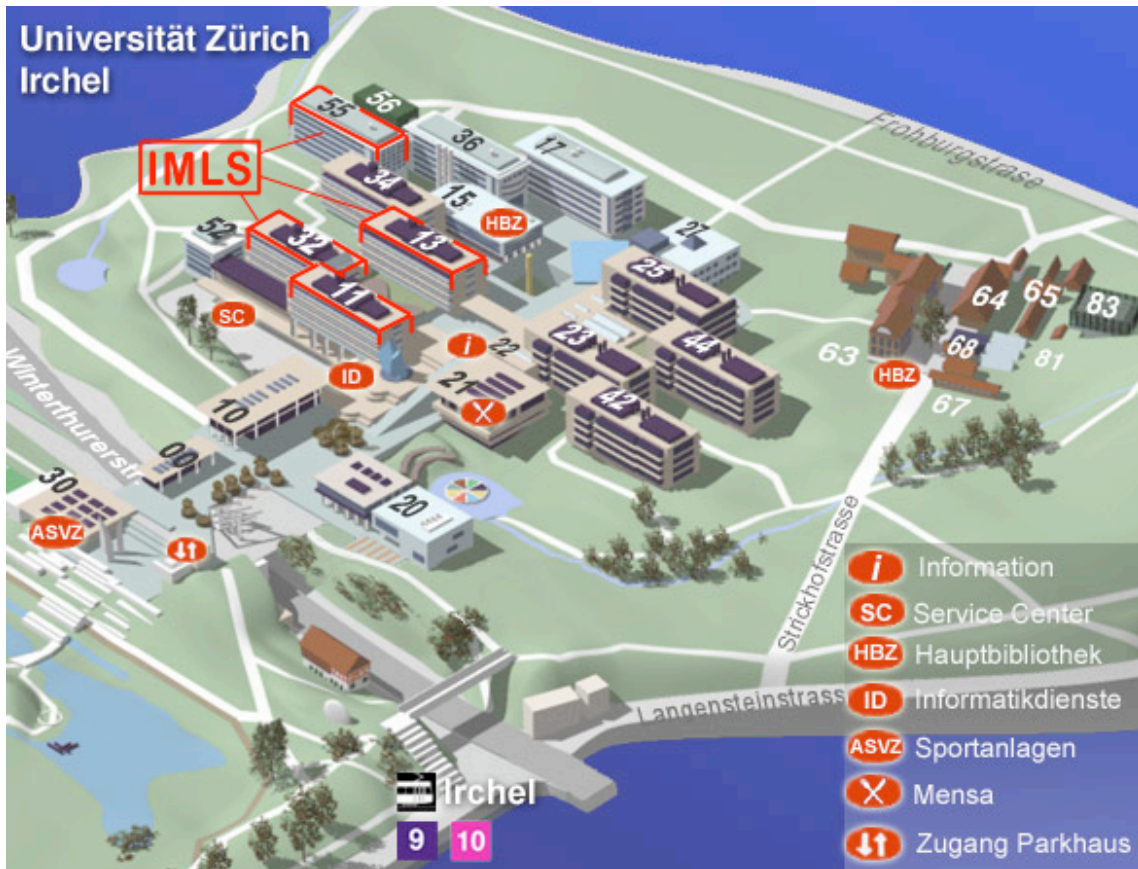 Universität Zürich
Irchel
55
56
36
17
Frohburgstrase
IMLS
34
15
HBZ
52
32
13
27
25
11
64
65
83
SC
i
22
23
44
68
81
63
HBZ
ID
21
42
67
Winterthurerstr
10
00
30
20
ASVZ
Strickhofstrasse
Langensteinstrass
Irchel
9
10
i Information
SC Service Center
HBZ Hauptbibliothek
ID Informatikdienste
ASVZ Sportanlagen
Mensa
Zugang Parkhaus